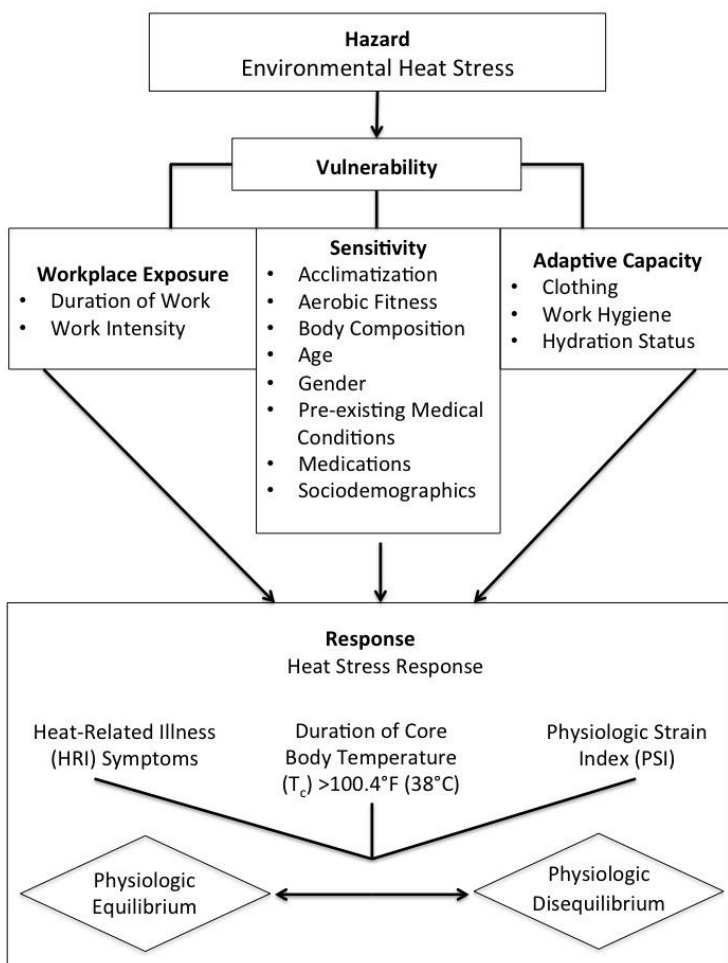 Hazard
Environmental Heat Stress
Vulnerability
Workplace Exposure
• Duration of Work
• Work Intensity
Sensitivity
• Acclimatization
• Aerobic Fitness
• Body Composition
• Age
• Gender
• Pre-existing Medical
Conditions
• Medications
• Sociodemographics
Adaptive Capacity
• Clothing
• Work Hygiene
• Hydration Status
Response
Heat Stress Response
Heat-Related Illness
(HRI) Symptoms
Duration of Core
Body Temperature
(Tc) >100.4°F (38°C)
Physiologic Strain
Index (PSI)
Physiologic
Equilibrium
Physiologic
Disequilibrium